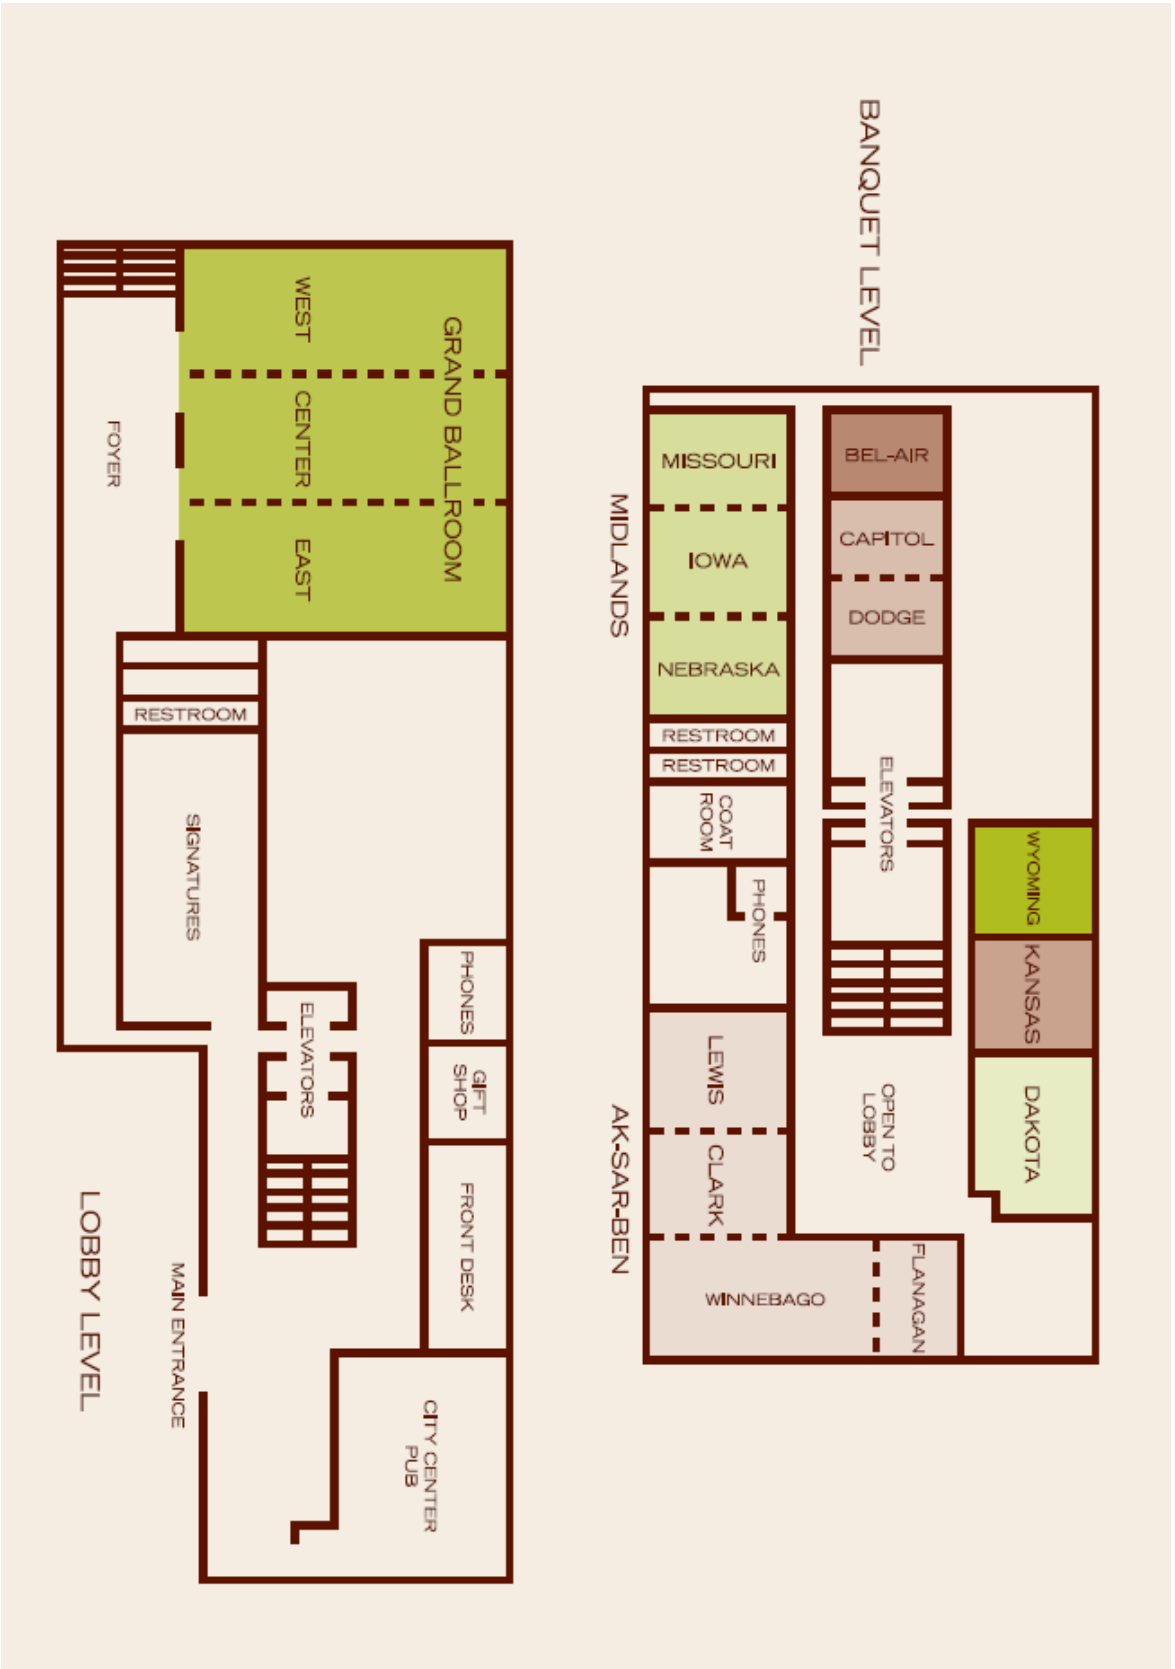 BANQUET LEVEL
BEL-AIR
CAPITOL
DODGE
ELEVATORS
WYOMING
KANSAS
DAKOTA
OPEN TO
LOBBY
FLANAGAN
WINNEBAGO
MISSOURI
IOWA
NEBRASKA
RESTROOM
RESTROOM
COAT
ROOM
PHONES
LEWIS
CLARK
MIDLANDS
AK-SAR-BEN
GRAND BALLROOM
WEST
CENTER
EAST
FOYER
RESTROOM
SIGNATURES
ELEVATORS
PHONES
GIFT
SHOP
FRONT DESK
CITY CENTER
PUB
MAIN ENTRANCE
LOBBY LEVEL